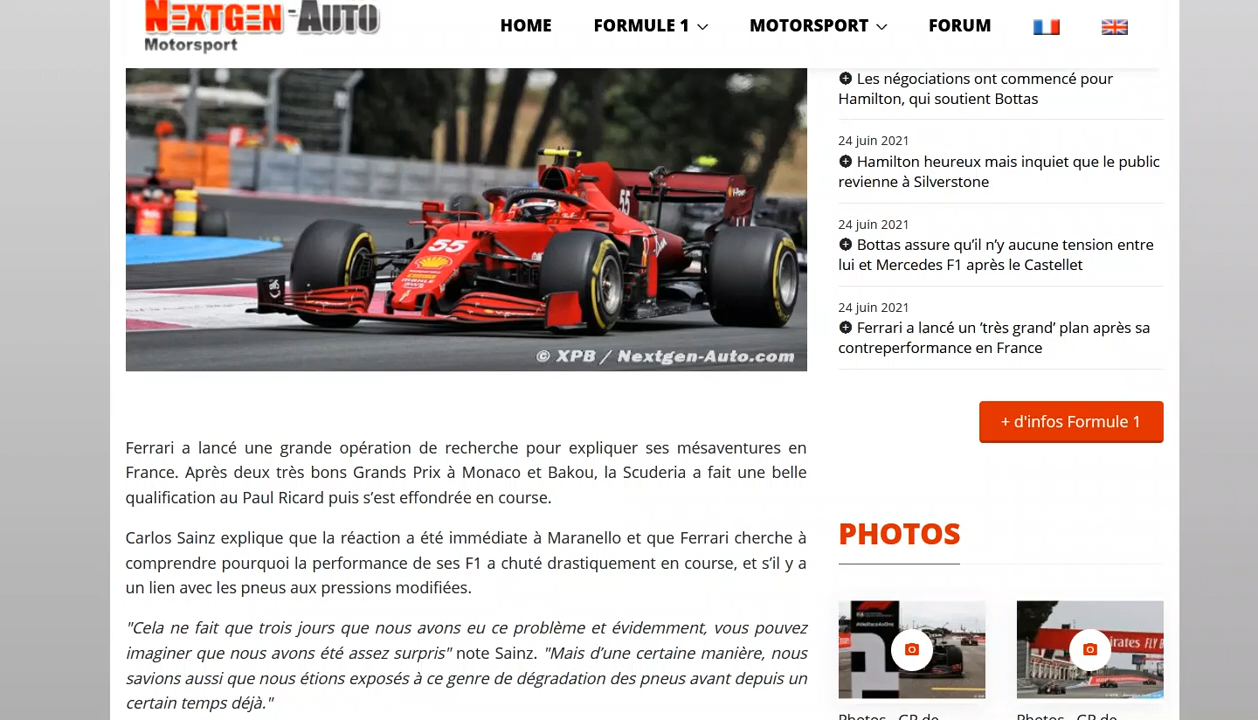 NEXTGEN-AUTO
Motorsport
HOME
FORMULE 1
MOTORSPORT
FORUM
55
55
© XPB / Nextgen-Auto.com
Ferrari a lancé une grande opération de recherche pour expliquer ses mésaventures en
France. Après deux très bons Grands Prix à Monaco et Bakou, la Scuderia a fait une belle
qualification au Paul Ricard puis s’est effondrée en course.
Carlos Sainz explique que la réaction a été immédiate à Maranello et que Ferrari cherche à
comprendre pourquoi la performance de ses F1 a chuté drastiquement en course, et s’il y a
un lien avec les pneus aux pressions modifiées.
"Cela ne fait que trois jours que nous avons eu ce problème et évidemment, vous pouvez
imaginer que nous avons été assez surpris" note Sainz. "Mais d’une certaine manière, nous
savions aussi que nous étions exposés à ce genre de dégradation des pneus avant depuis un
certain temps déjà."
Les négociations ont commencé pour
Hamilton, qui soutient Bottas
24 juin 2021
Hamilton heureux mais inquiet que le public
revienne à Silverstone
24 juin 2021
Bottas assure qu’il n’y aucune tension entre
lui et Mercedes F1 après le Castellet
24 juin 2021
Ferrari a lancé un ’très grand’ plan après sa
contreperformance en France
+ d'infos Formule 1
PHOTOS
Photos - GP de
Photos - GP de